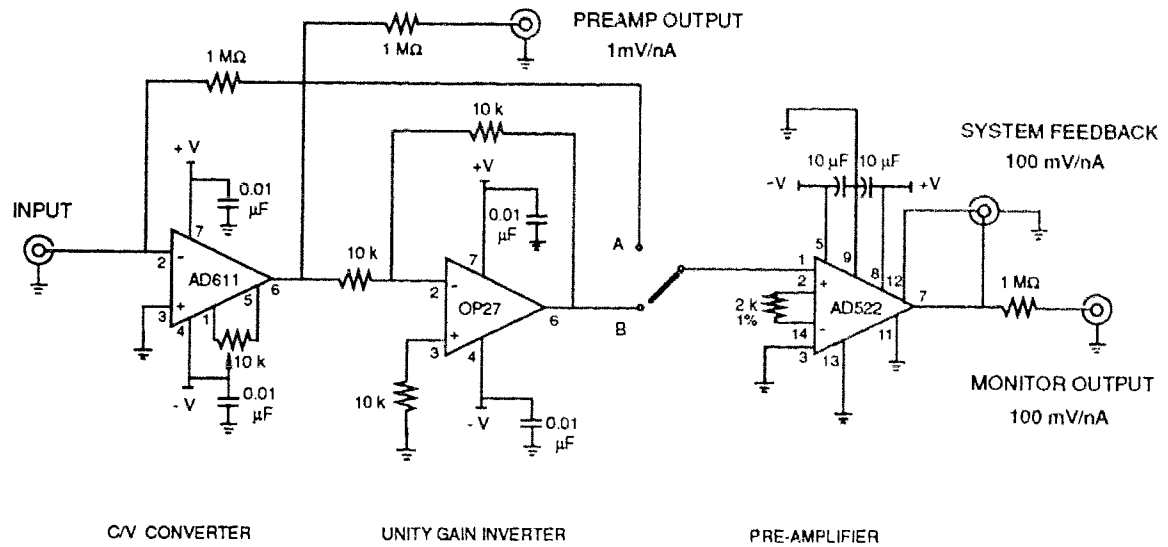 PREAMP OUTPUT
1mV/nA
1 MΩ
1 MΩ
10 k
SYSTEM FEEDBACK
100 mV/nA
10 µF 10 µF
+ V
-V
+V
+V
0.01
µF
0.01
µF
INPUT
A
7
2
-
AD611
6
5
+
3
1
4
10 k
10 k
7
2
-
OP27
6
+
3
4
B
5
9
8
12
1
2
+
2 k
1%
AD522
7
-
14
3
13
11
1 MΩ
- V
0.01
µF
10 k
- V
0.01
µF
MONITOR OUTPUT
100 mV/nA
C/V CONVERTER
UNITY GAIN INVERTER
PRE-AMPLIFIER